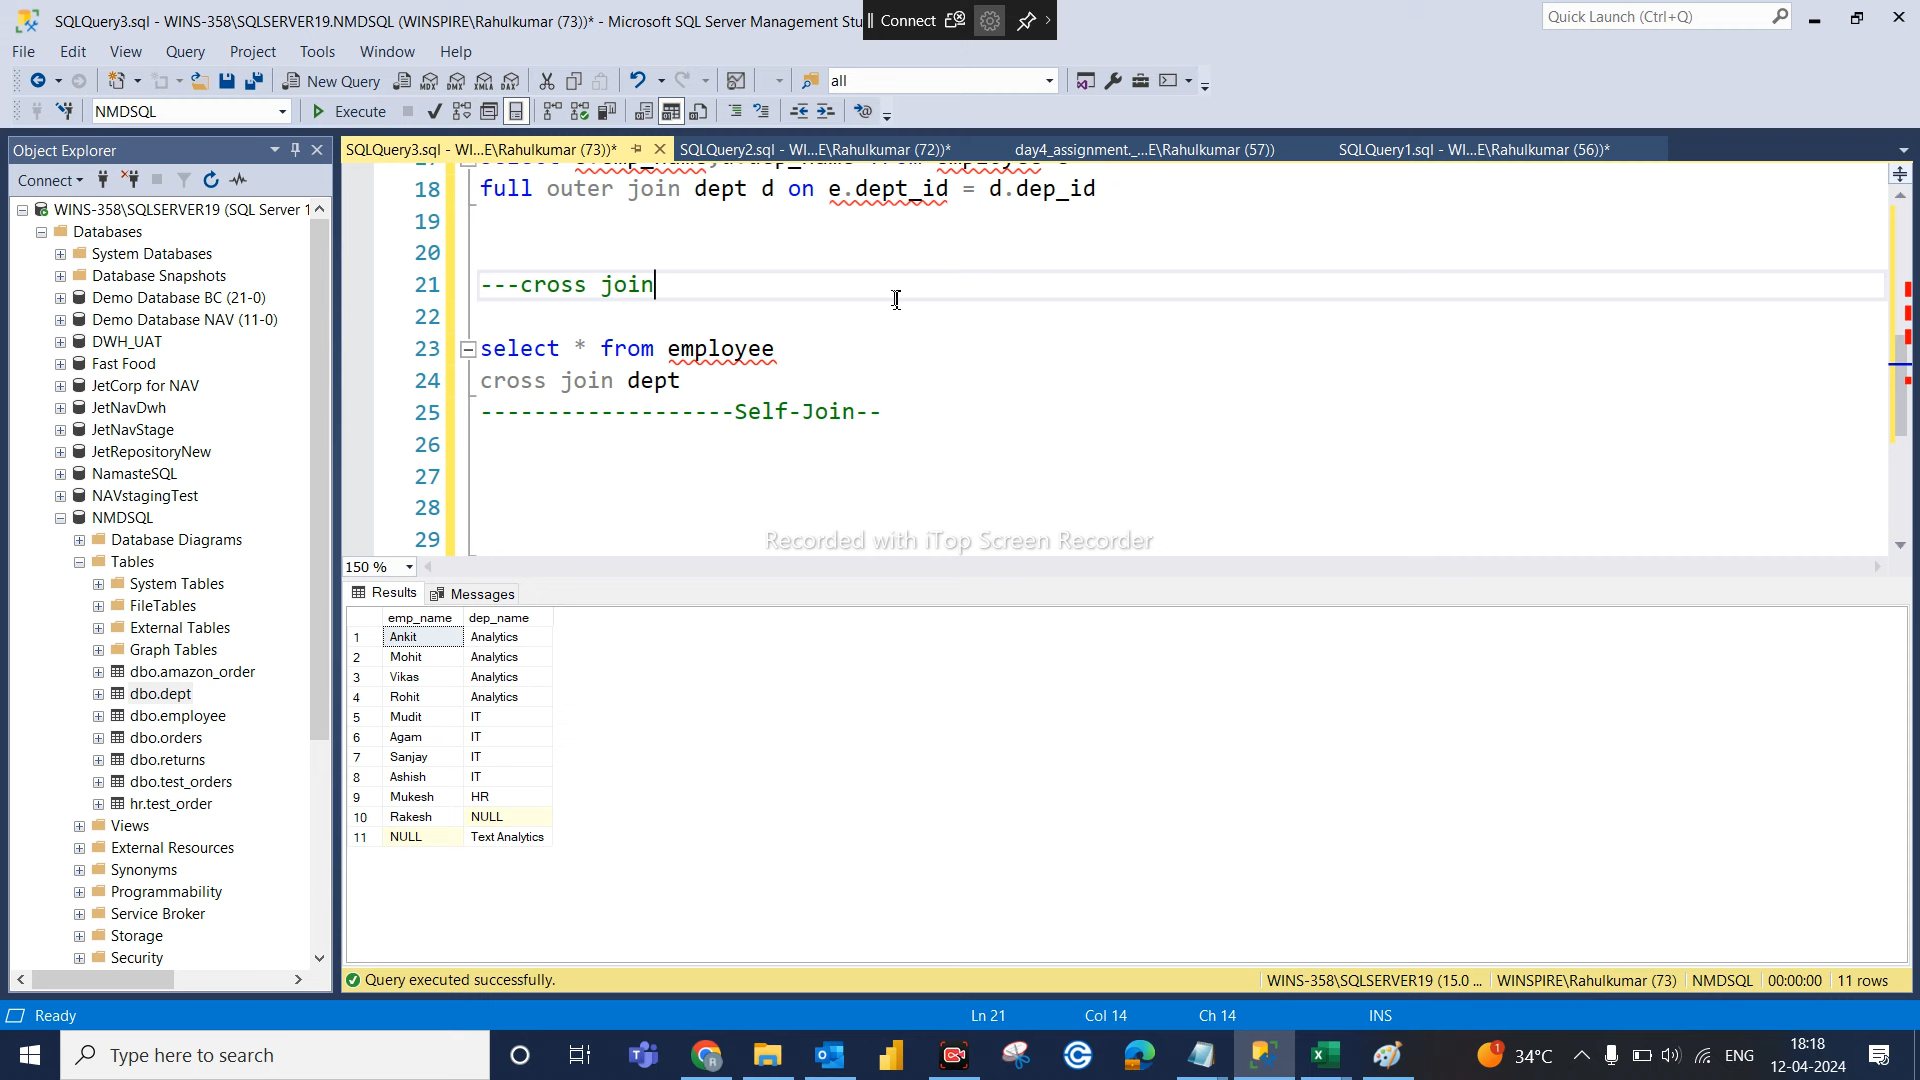 SQLQuery3.sql - WINS-358\SQLSERVER19.NMDSQL (WINSPIRE\Rahulkumar (73))* - Microsoft SQL Server Management Stu
Connect
Quick Launch (Ctrl+Q)
File Edit View Query Project Tools Window Help
New Query
MDX DMX XMLA DAX
all
NMDSQL
Execute
Object Explorer
SQLQuery3.sql - WI...E\Rahulkumar (73))*
SQLQuery2.sql - WI...E\Rahulkumar (72))*
day4_assignment._...E\Rahulkumar (57))
SQLQuery1.sql - WI...E\Rahulkumar (56))*
Connect
WINS-358\SQLSERVER19 (SQL Server 1
Databases
System Databases
Database Snapshots
Demo Database BC (21-0)
Demo Database NAV (11-0)
DWH_UAT
Fast Food
JetCorp for NAV
JetNavDwh
JetNavStage
JetRepositoryNew
NamasteSQL
NAVstagingTest
NMDSQL
Database Diagrams
Tables
System Tables
FileTables
External Tables
Graph Tables
dbo.amazon_order
dbo.dept
dbo.employee
dbo.orders
dbo.returns
dbo.test_orders
hr.test_order
Views
External Resources
Synonyms
Programmability
Service Broker
Storage
Security
18 full outer join dept d on e.dept_id = d.dep_id
19
20
21 ---cross join
22
23 select * from employee
24 cross join dept
25 -------------------Self-Join--
26
27
28
29
Recorded with iTop Screen Recorder
150 %
Results Messages
emp_name dep_name
1 Ankit Analytics
2 Mohit Analytics
3 Vikas Analytics
4 Rohit Analytics
5 Mudit IT
6 Agam IT
7 Sanjay IT
8 Ashish IT
9 Mukesh HR
10 Rakesh NULL
11 NULL Text Analytics
Query executed successfully.
WINS-358\SQLSERVER19 (15.0 ... WINSPIRE\Rahulkumar (73) NMDSQL 00:00:00 11 rows
Ready Ln 21 Col 14 Ch 14 INS
Type here to search
34°C
ENG
18:18
12-04-2024